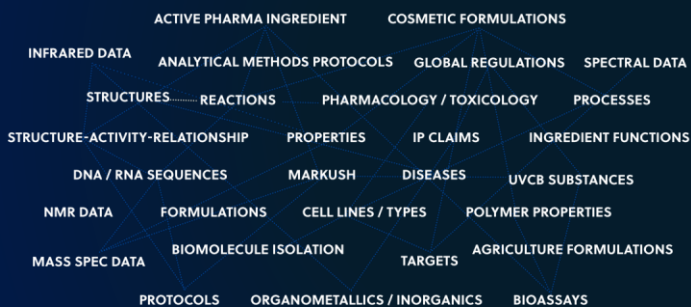 ACTIVE PHARMA INGREDIENT COSMETIC FORMULATIONS
INFRARED DATA ANALYTICAL METHODS PROTOCOLS GLOBAL REGULATIONS SPECTRAL DATA
STRUCTURES REACTIONS PHARMACOLOGY / TOXICOLOGY PROCESSES
STRUCTURE-ACTIVITY-RELATIONSHIP PROPERTIES IP CLAIMS INGREDIENT FUNCTIONS
DNA / RNA SEQUENCES MARKUSH DISEASES UVCB SUBSTANCES
NMR DATA FORMULATIONS CELL LINES / TYPES POLYMER PROPERTIES
MASS SPEC DATA BIOMOLECULE ISOLATION TARGETS AGRICULTURE FORMULATIONS
PROTOCOLS ORGANOMETALLICS / INORGANICS BIOASSAYS